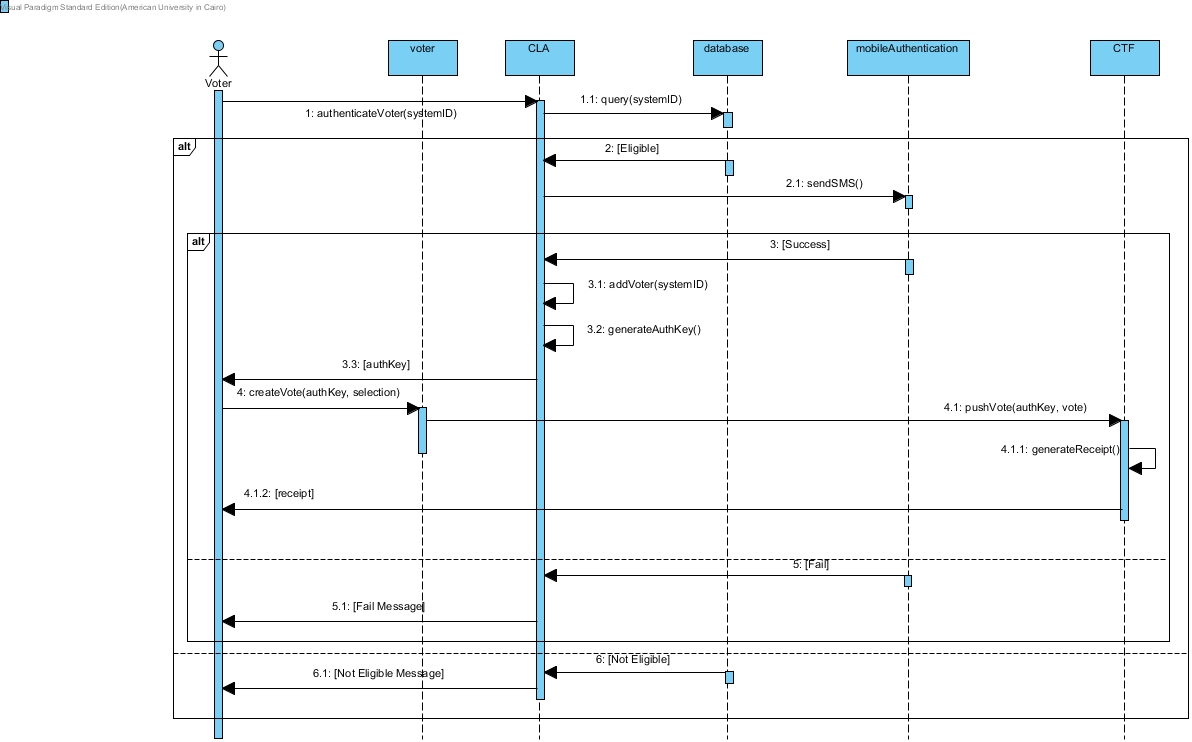 Visual Paradigm Standard Edition(American University in Cairo)
voter
CLA
database
mobileAuthentication
CTF
Voter
1: authenticateVoter(systemID)
1.1: query(systemID)
alt
2: [Eligible]
2.1: sendSMS()
alt
3: [Success]
3.1: addVoter(systemID)
3.2: generateAuthKey()
3.3: [authKey]
4: createVote(authKey, selection)
4.1: pushVote(authKey, vote)
4.1.1: generateReceipt()
4.1.2: [receipt]
5: [Fail]
5.1: [Fail Message]
6: [Not Eligible]
6.1: [Not Eligible Message]